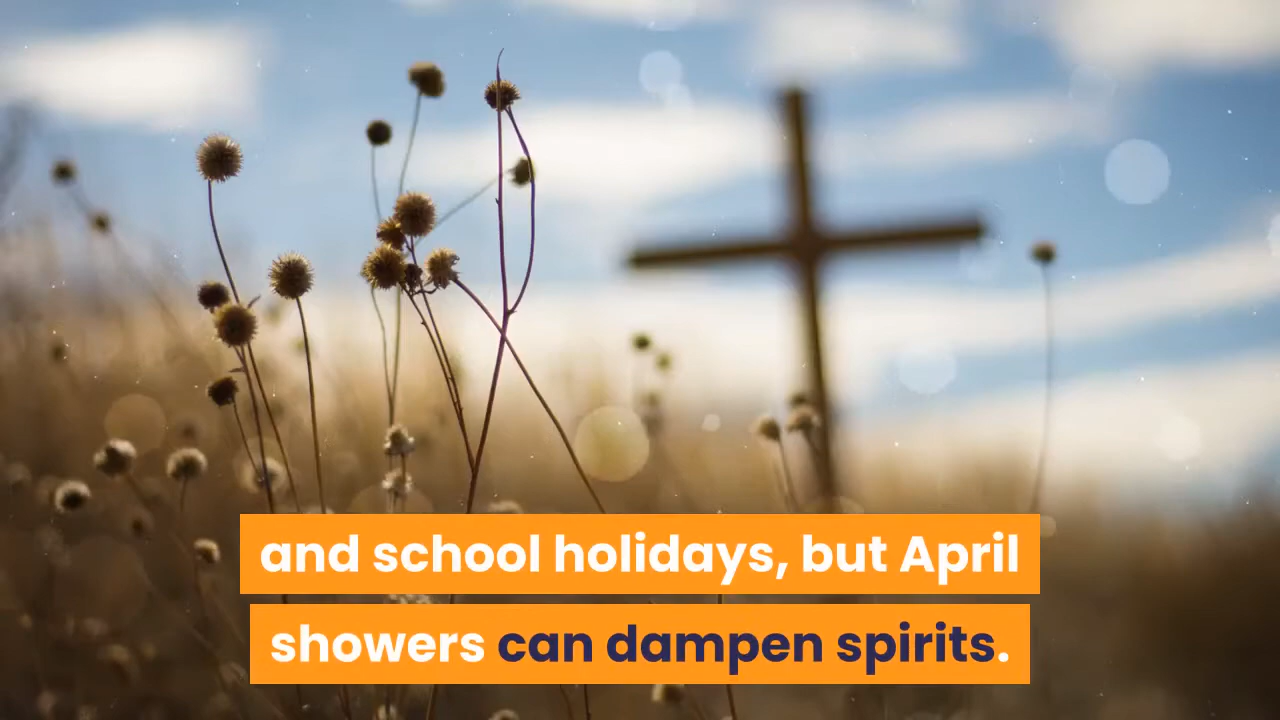 and school holidays, but April
showers can dampen spirits.